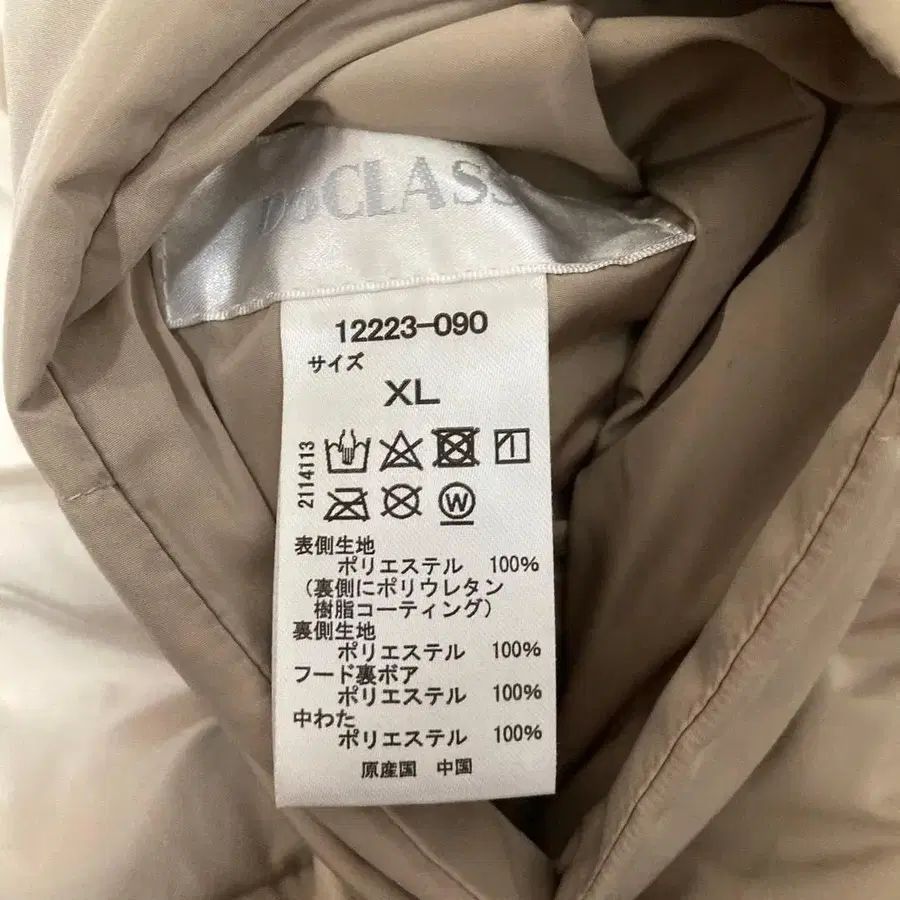 DoCLASS
12223-090
サイズ
XL
2114113
W
表側生地
ポリエステル 100%
(裏側にポリウレタン
樹脂コーティング)
裏側生地
ポリエステル 100%
フード裏ボア
ポリエステル 100%
中わた
ポリエステル 100%
原産国 中国